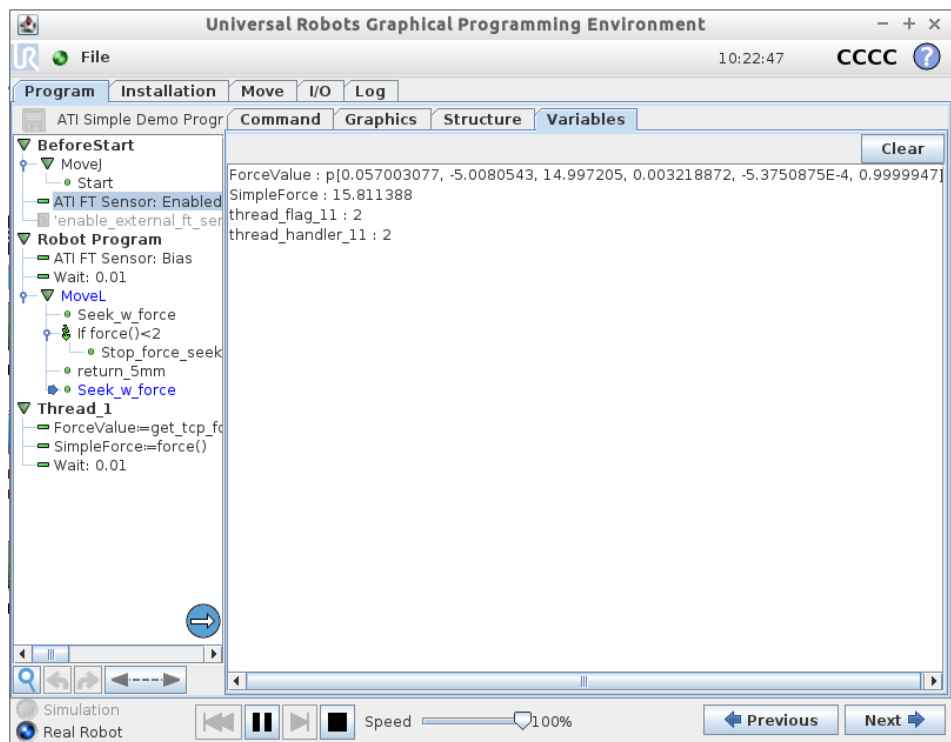 Universal Robots Graphical Programming Environment
UR File 10:22:47 CCCC ?
Program Installation Move I/O Log
ATI Simple Demo Progr Command Graphics Structure Variables
Clear
BeforeStart
MoveJ
Start
ATI FT Sensor: Enabled
'enable_external_ft_ser
Robot Program
ATI FT Sensor: Bias
Wait: 0.01
MoveL
Seek_w_force
If force()<2
Stop_force_seek
return_5mm
Seek_w_force
Thread_1
ForceValue:=get_tcp_fo
SimpleForce:=force()
Wait: 0.01
ForceValue : p[0.057003077, -5.0080543, 14.997205, 0.003218872, -5.3750875E-4, 0.9999947]
SimpleForce : 15.811388
thread_flag_11 : 2
thread_handler_11 : 2
Simulation
Real Robot
Speed 100%
Previous Next